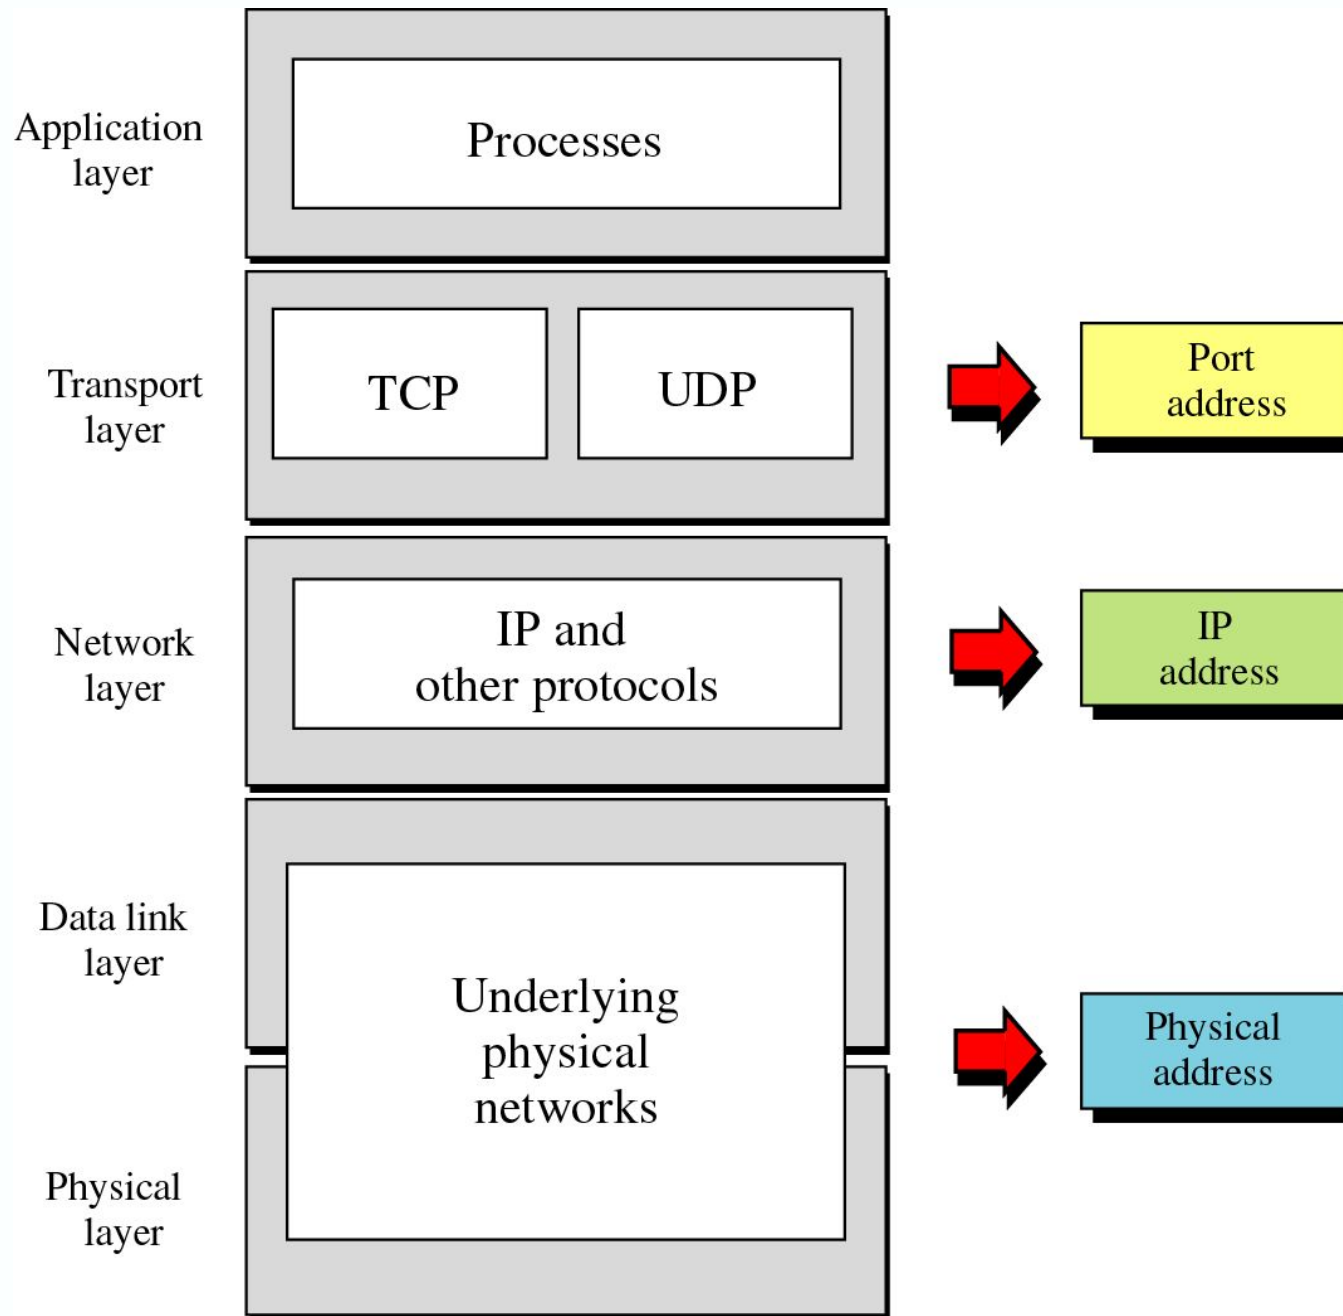 Application
layer
Processes
Transport
layer
TCP
UDP
Port
address
Network
layer
IP and
other protocols
IP
address
Data link
layer
Underlying
physical
networks
Physical
address
Physical
layer